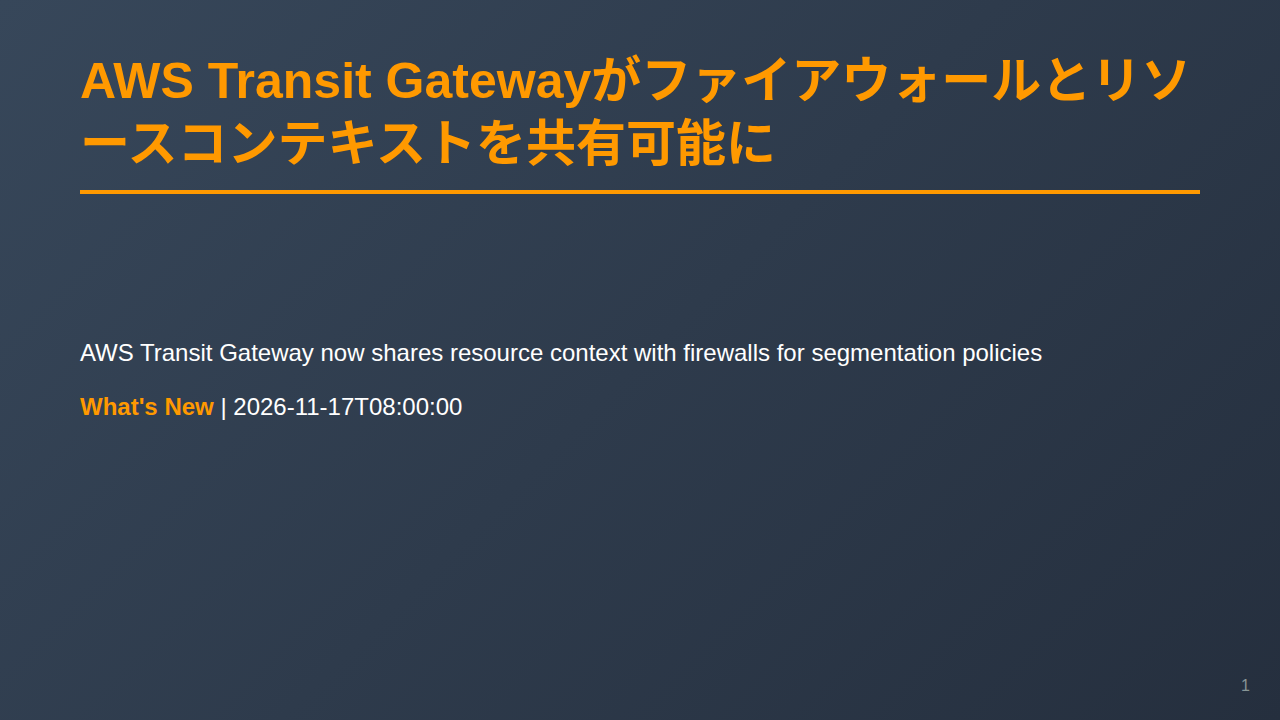 AWS Transit Gatewayがファイアウォールとリソ
ースコンテキストを共有可能に
AWS Transit Gateway now shares resource context with firewalls for segmentation policies
What's New | 2026-11-17T08:00:00
1